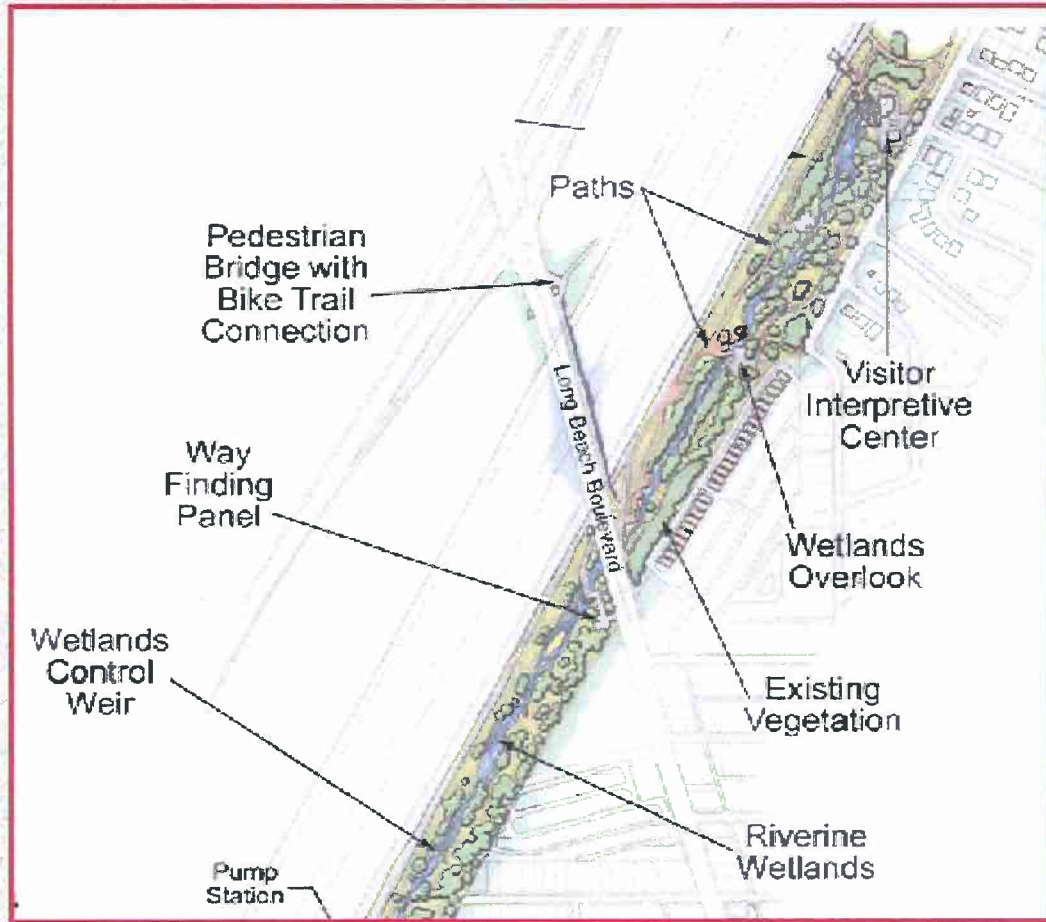 Paths
Pedestrian
Bridge with
Bike Trail
Connection
Long Beach Boulevard
Visitor
Interpretive
Center
Way
Finding
Panel
Wetlands
Overlook
Wetlands
Control
Weir
Existing
Vegetation
Riverine
Wetlands
Pump
Station